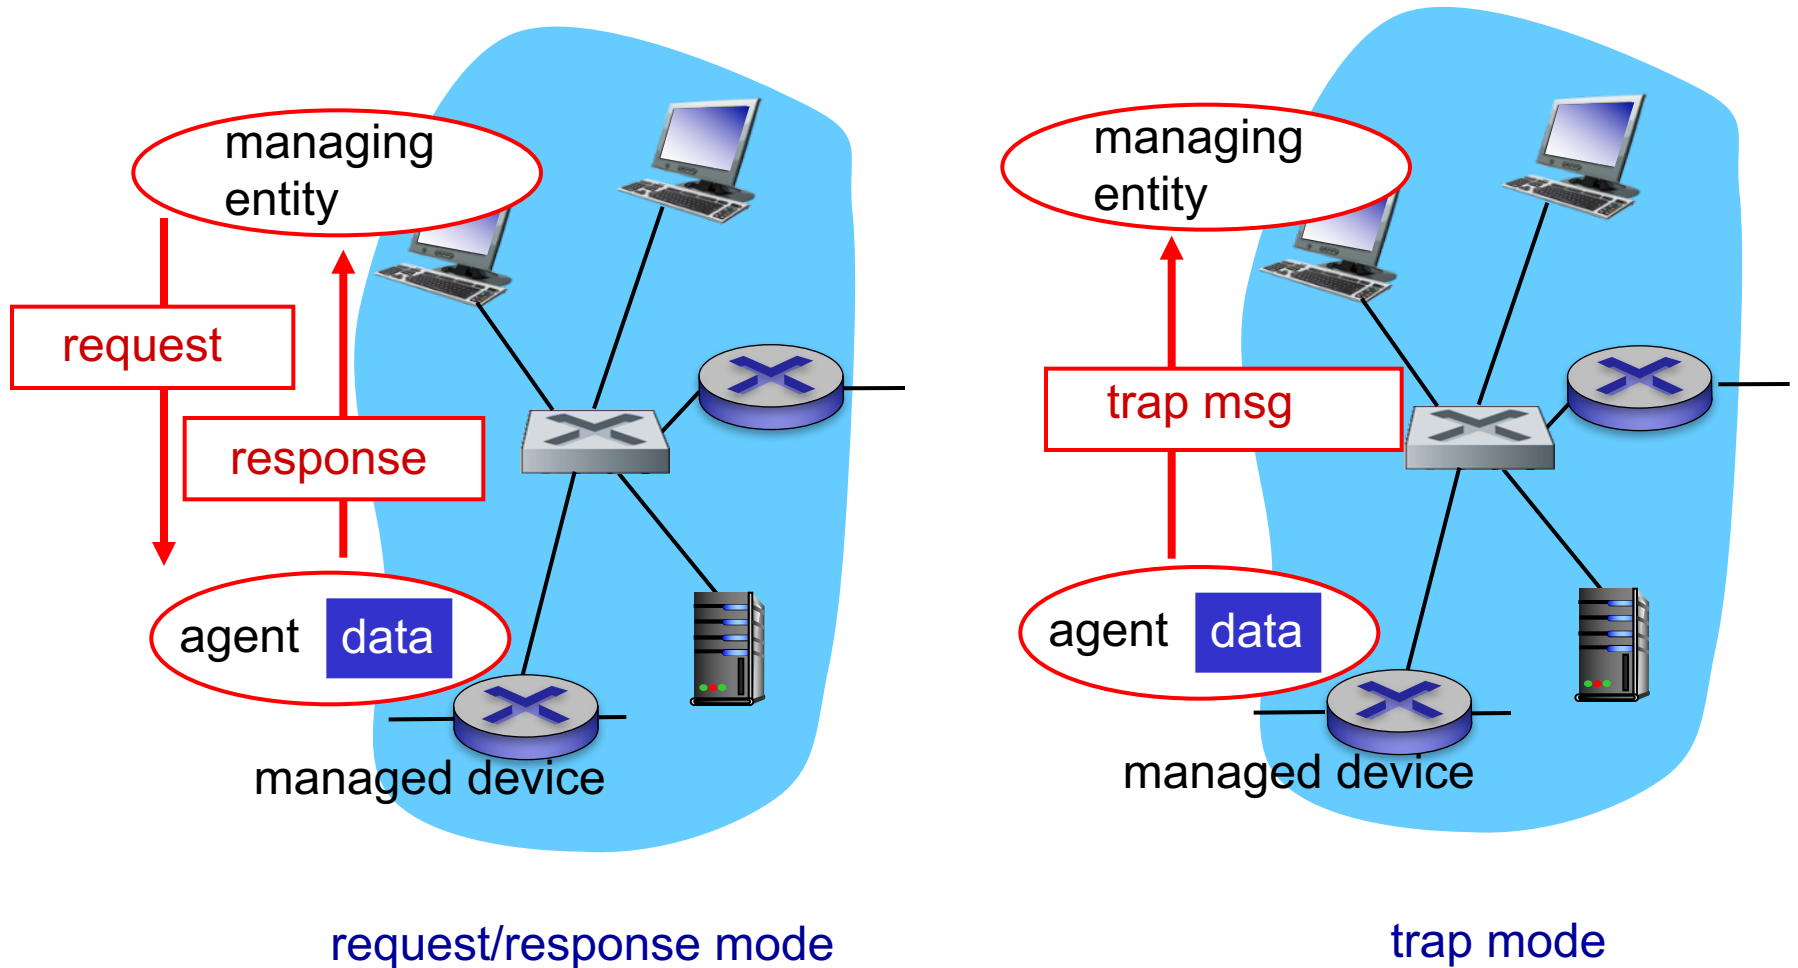 managing
entity
request
response
agent
data
managed device
request/response mode
managing
entity
trap msg
agent
data
managed device
trap mode